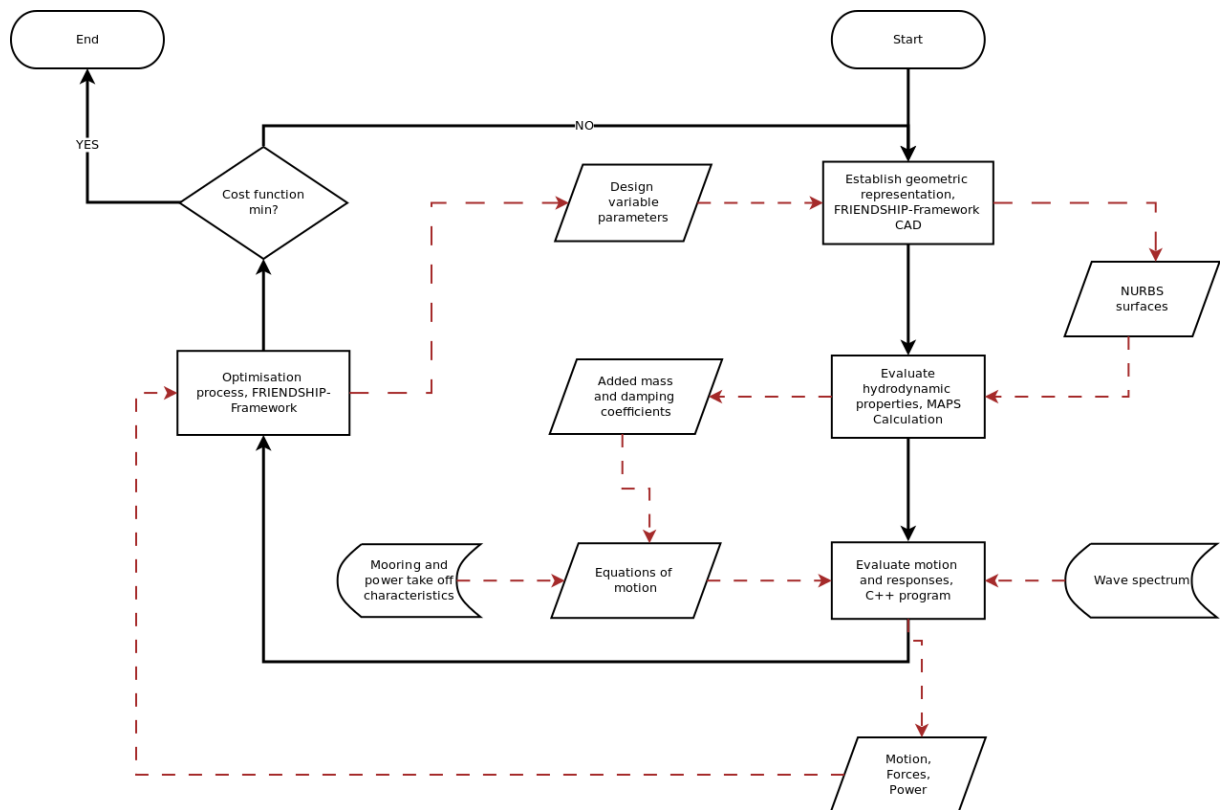 End
Start
NO
YES
Cost function
min?
Design
variable
parameters
Establish geometric
representation,
FRIENDSHIP-Framework
CAD
NURBS
surfaces
Optimisation
process, FRIENDSHIP-
Framework
Added mass
and damping
coefficients
Evaluate
hydrodynamic
properties, MAPS
Calculation
Mooring and
power take off
characteristics
Equations of
motion
Evaluate motion
and responses,
C++ program
Wave spectrum
Motion,
Forces,
Power